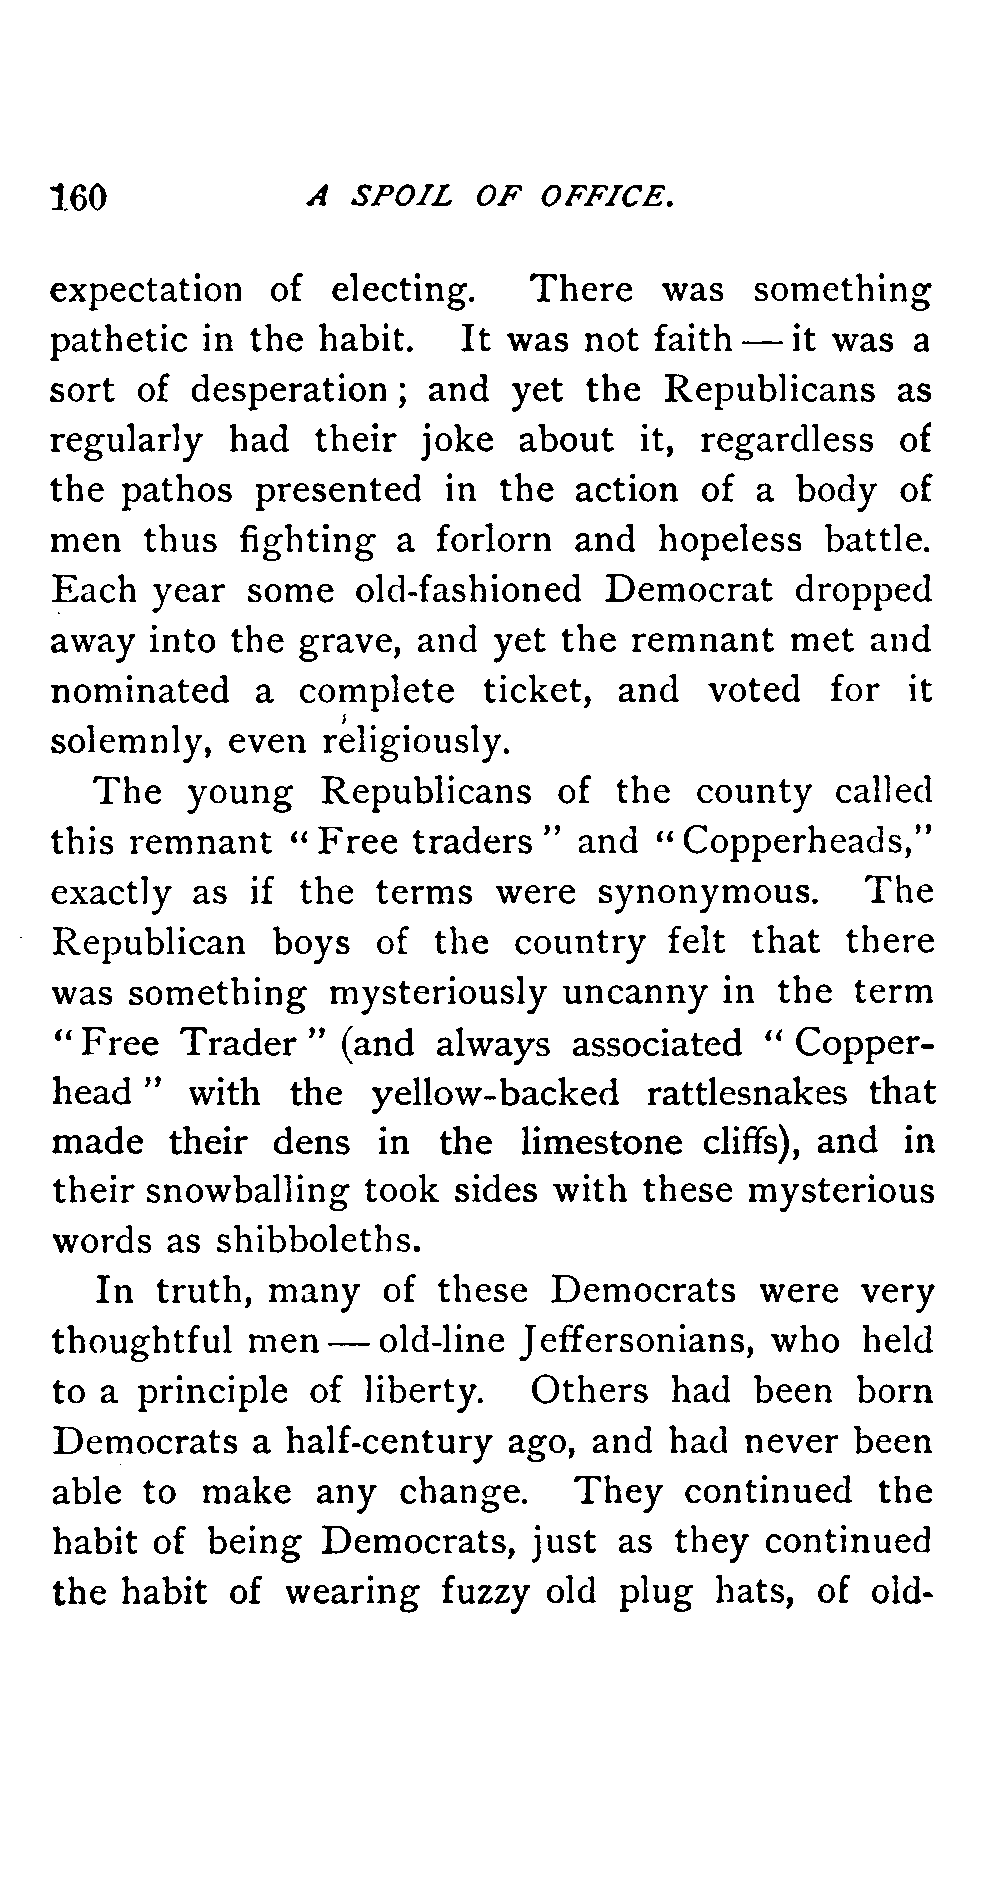 160 A SPOIL OF OFFICE.
expectation of electing. There was something
pathetic in the habit. It was not faith — it was a
sort of desperation; and yet the Republicans as
regularly had their joke about it, regardless of
the pathos presented in the action of a body of
men thus fighting a forlorn and hopeless battle.
Each year some old-fashioned Democrat dropped
away into the grave, and yet the remnant met and
nominated a complete ticket, and voted for it
solemnly, even religiously.
The young Republicans of the county called
this remnant "Free traders" and "Copperheads,"
exactly as if the terms were synonymous. The
Republican boys of the country felt that there
was something mysteriously uncanny in the term
"Free Trader" (and always associated "Copper-
head" with the yellow-backed rattlesnakes that
made their dens in the limestone cliffs), and in
their snowballing took sides with these mysterious
words as shibboleths.
In truth, many of these Democrats were very
thoughtful men — old-line Jeffersonians, who held
to a principle of liberty. Others had been born
Democrats a half-century ago, and had never been
able to make any change. They continued the
habit of being Democrats, just as they continued
the habit of wearing fuzzy old plug hats, of old-